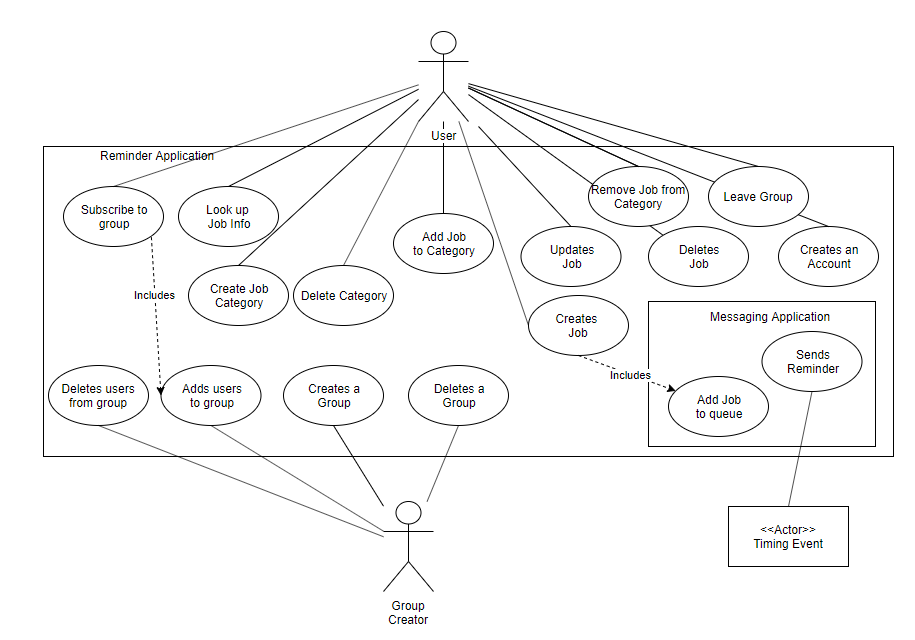 User
Reminder Application
Subscribe to
group
Look up
Job Info
Add Job
to Category
Remove Job from
Category
Leave Group
Updates
Job
Deletes
Job
Creates an
Account
Create Job
Category
Delete Category
Includes
Creates
Job
Messaging Application
Sends
Reminder
Includes
Add Job
to queue
Deletes users
from group
Adds users
to group
Creates a
Group
Deletes a
Group
<<Actor>>
Timing Event
Group
Creator